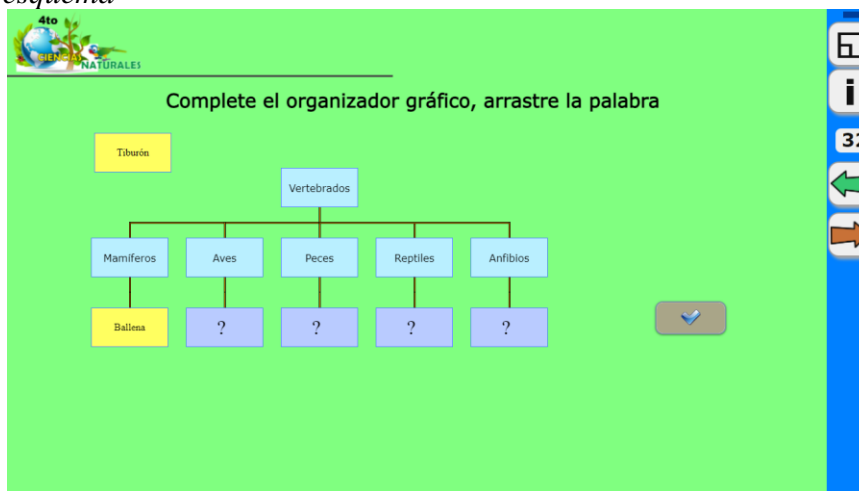 esquema
4to
CIENCIAS
NATURALES
Complete el organizador gráfico, arrastre la palabra
Tiburón
Vertebrados
Mamíferos
Aves
Peces
Reptiles
Anfibios
Ballena
?
?
?
?